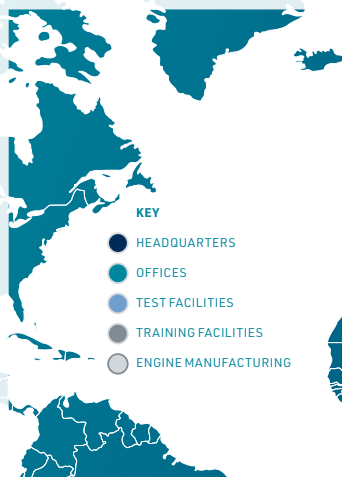 KEY
HEADQUARTERS
OFFICES
TEST FACILITIES
TRAINING FACILITIES
ENGINE MANUFACTURING